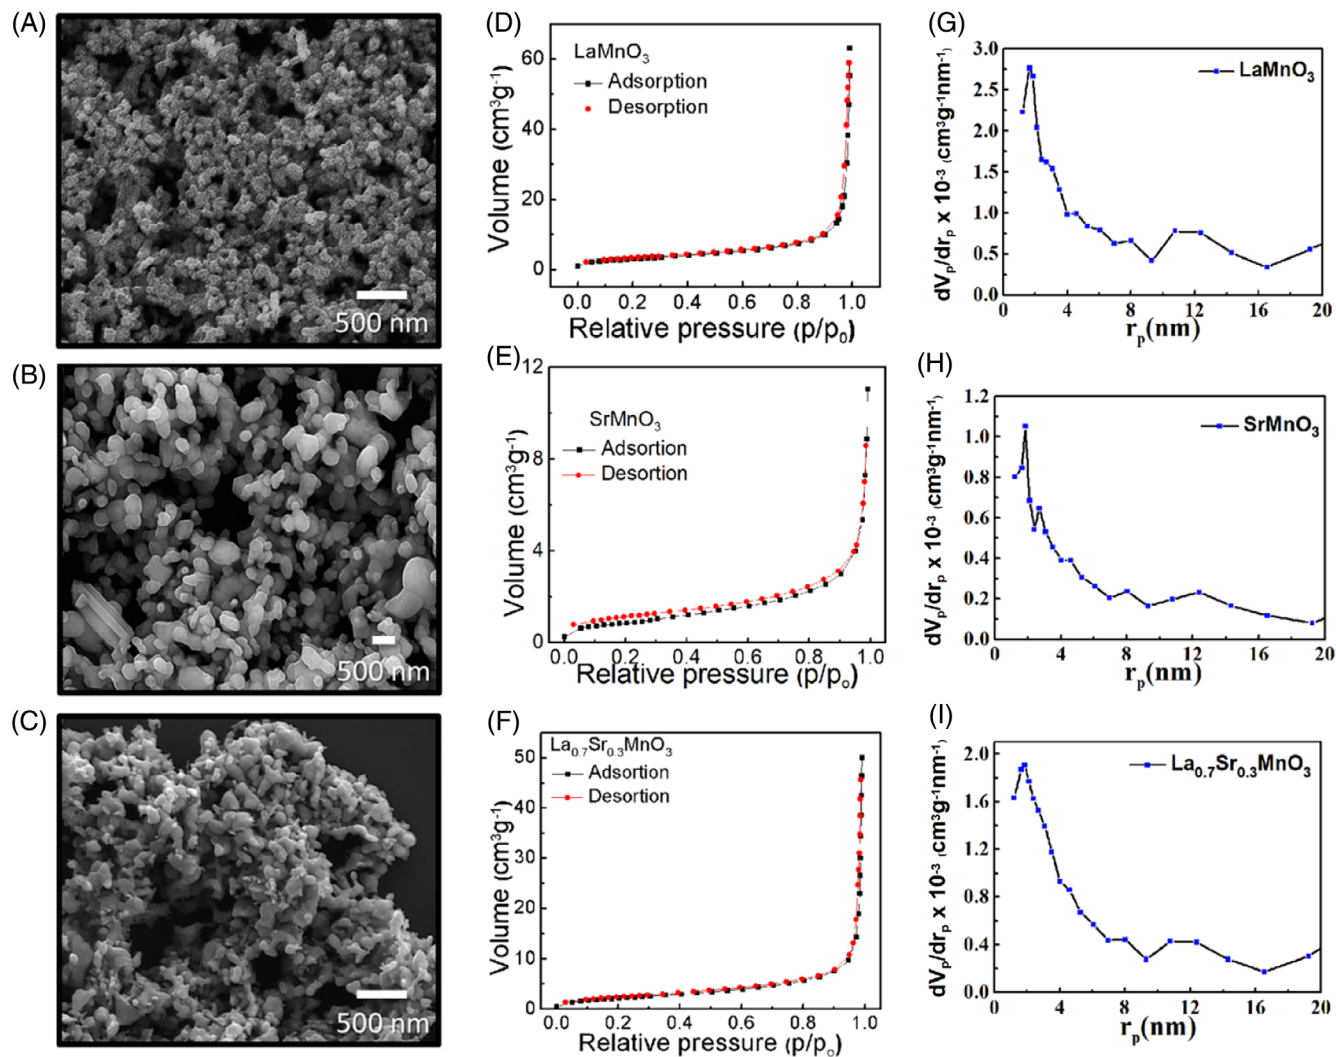 (A)
500 nm
(B)
500 nm
(C)
500 nm
(D)
LaMnO3
Adsorption
Desorption
60
40
20
0
0.0 0.2 0.4 0.6 0.8 1.0
Volume (cm³g⁻¹)
Relative pressure (p/p0)
(E)
SrMnO3
Adsortion
Desortion
12
8
4
0
0.0 0.2 0.4 0.6 0.8 1.0
Volume (cm³g⁻¹)
Relative pressure (p/po)
(F)
La0.7Sr0.3MnO3
Adsortion
Desortion
50
40
30
20
10
0
0.0 0.2 0.4 0.6 0.8 1.0
Volume (cm³g⁻¹)
Relative pressure (p/po)
(G)
LaMnO3
3.0
2.5
2.0
1.5
1.0
0.5
0.0
0 4 8 12 16 20
dVp/drp x 10⁻³ (cm³g⁻¹nm⁻¹)
rp(nm)
(H)
SrMnO3
1.2
1.0
0.8
0.6
0.4
0.2
0.0
0 4 8 12 16 20
dVp/drp x 10⁻³ (cm³g⁻¹nm⁻¹)
rp(nm)
(I)
La0.7Sr0.3MnO3
2.0
1.6
1.2
0.8
0.4
0.0
0 4 8 12 16 20
dVp/drp x 10⁻³ (cm³g⁻¹nm⁻¹)
rp(nm)